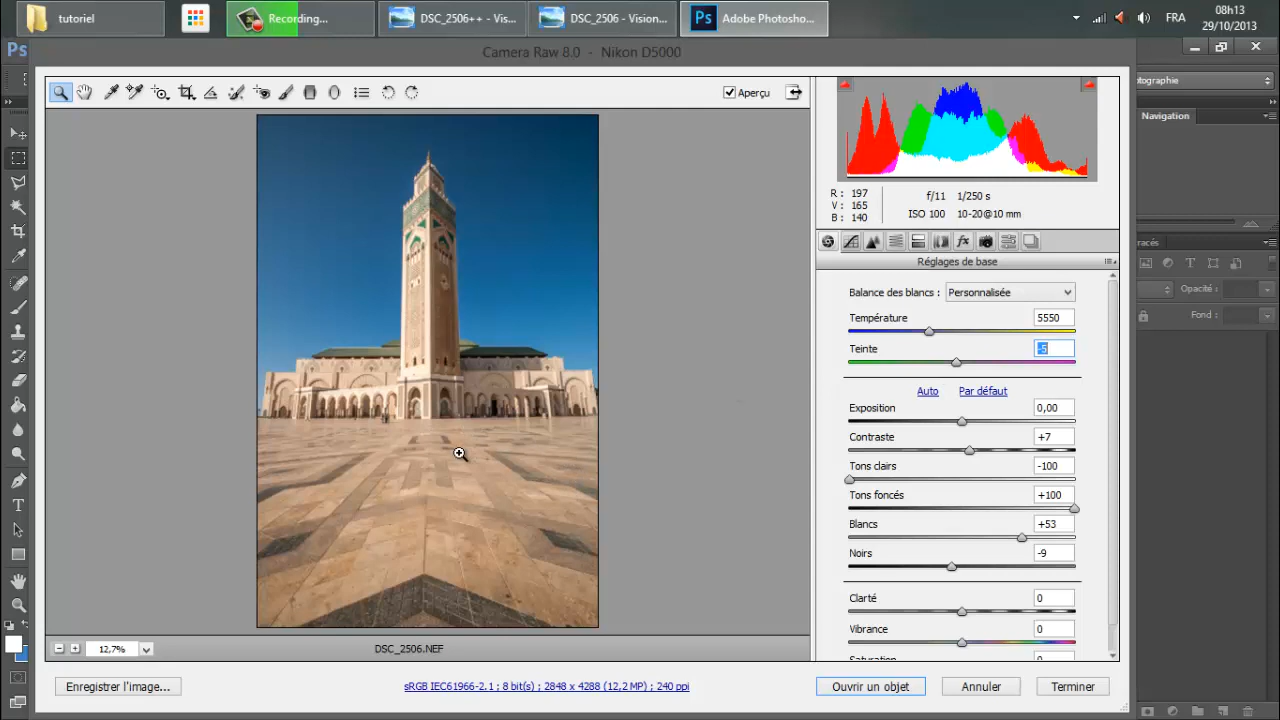 tutoriel
Recording...
DSC_2506++ - Vis...
DSC_2506 - Vision...
Ps
Adobe Photosho...
FRA
08h13
29/10/2013
Ps
Camera Raw 8.0 - Nikon D5000
Aperçu
R : 197
V : 165
B : 140
f/11 1/250 s
ISO 100 10-20@10 mm
Réglages de base
Balance des blancs : Personnalisée
Température 5550
Teinte -5
Auto Par défaut
Exposition 0,00
Contraste +7
Tons clairs -100
Tons foncés +100
Blancs +53
Noirs -9
Clarté 0
Vibrance 0
12,7%
DSC_2506.NEF
Enregistrer l'image...
sRGB IEC61966-2.1 ; 8 bit(s) ; 2848 x 4288 (12,2 MP) ; 240 ppi
Ouvrir un objet
Annuler
Terminer
Navigation
Opacité :
Fond :